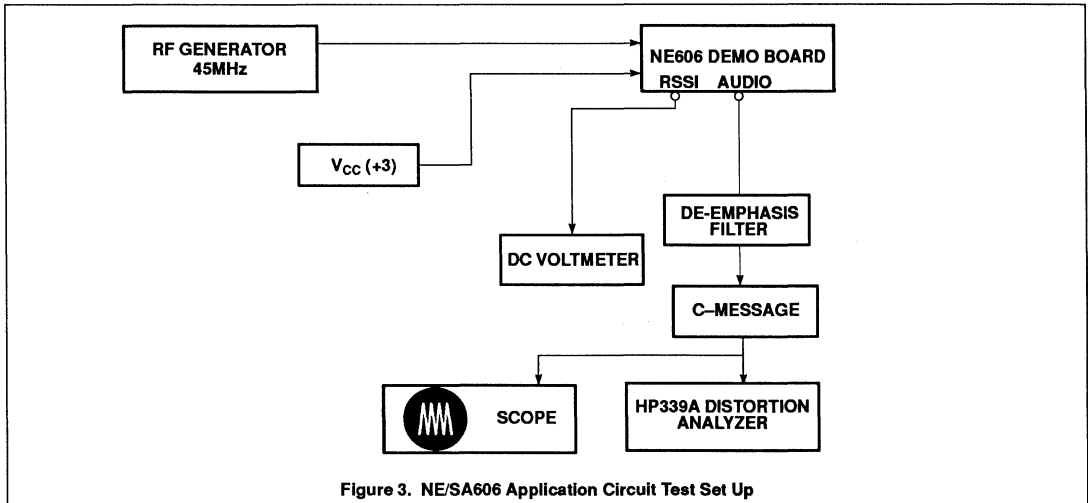 RF GENERATOR
45MHz
NE606 DEMO BOARD
RSSI AUDIO
VCC (+3)
DE-EMPHASIS
FILTER
DC VOLTMETER
C–MESSAGE
SCOPE
HP339A DISTORTION
ANALYZER
Figure 3. NE/SA606 Application Circuit Test Set Up